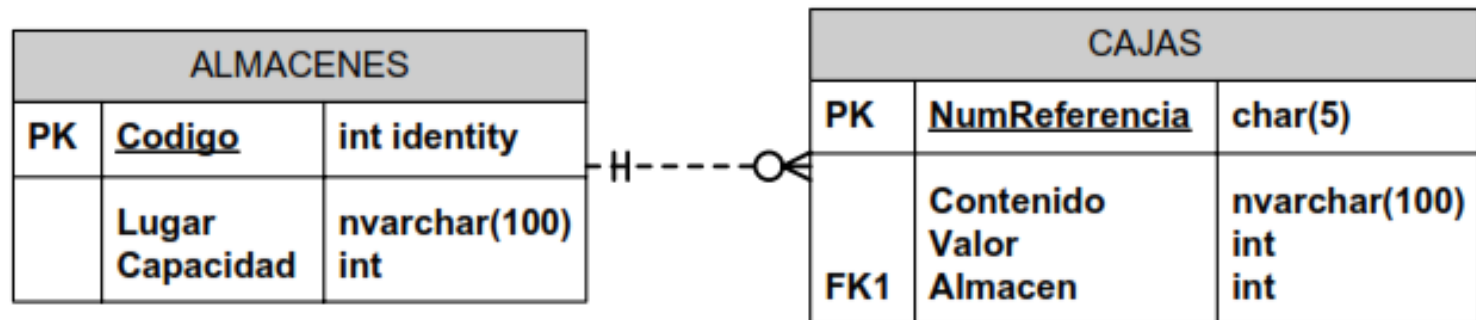 ALMACENES
PK Codigo int identity
Lugar nvarchar(100)
Capacidad int
CAJAS
PK NumReferencia char(5)
Contenido nvarchar(100)
Valor int
FK1 Almacen int